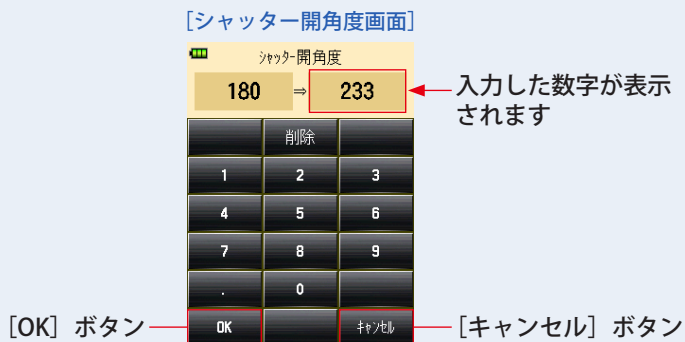 [シャッター開角度画面]
ｼｬｯﾀｰ開角度
180 ⇒ 233
入力した数字が表示
されます
削除
1 2 3
4 5 6
7 8 9
. 0
[OK] ボタン
OK ｷｬﾝｾﾙ
[キャンセル] ボタン